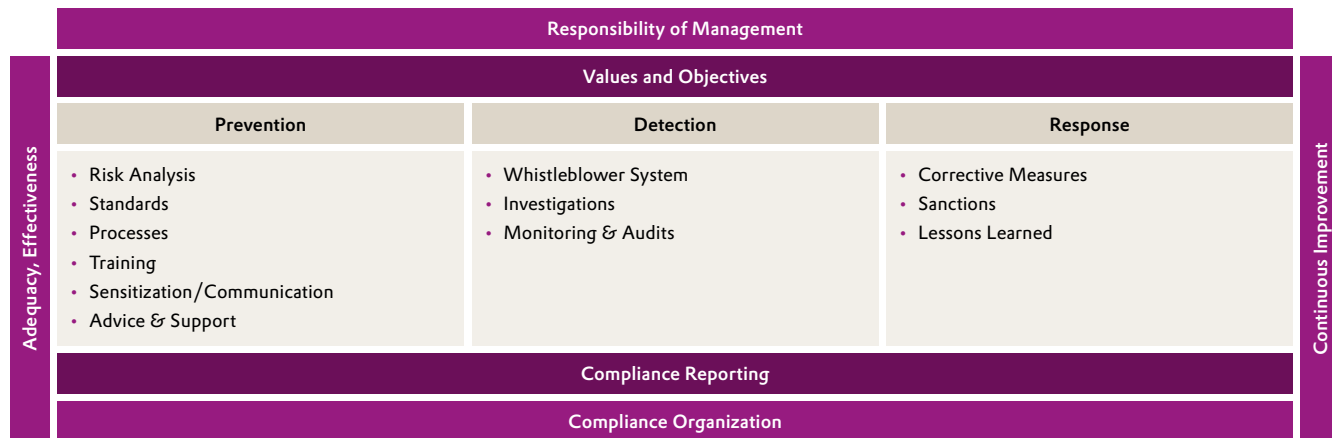 Responsibility of Management
Adequacy, Effectiveness
Values and Objectives
Prevention
Detection
Response
• Risk Analysis
• Standards
• Processes
• Training
• Sensitization/Communication
• Advice & Support
• Whistleblower System
• Investigations
• Monitoring & Audits
• Corrective Measures
• Sanctions
• Lessons Learned
Continuous Improvement
Compliance Reporting
Compliance Organization